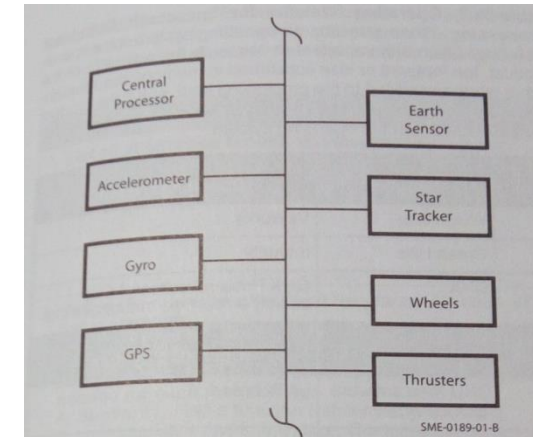 Central
Processor
Earth
Sensor
Accelerometer
Star
Tracker
Gyro
Wheels
GPS
Thrusters
SME-0189-01-B